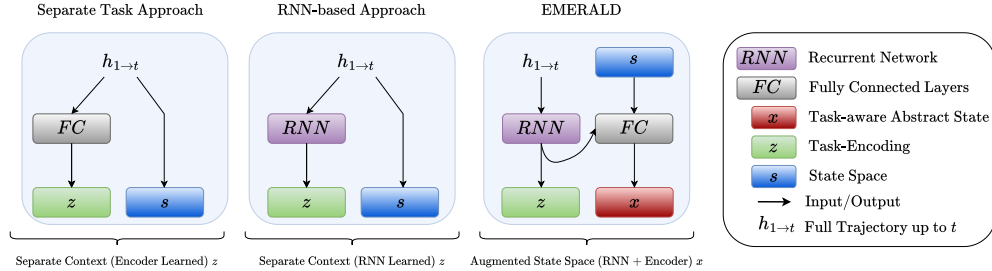 Separate Task Approach
RNN-based Approach
EMERALD
h1→t
FC
z
s
Separate Context (Encoder Learned) z
h1→t
RNN
z
s
Separate Context (RNN Learned) z
h1→t
s
RNN
FC
z
x
Augmented State Space (RNN + Encoder) x
RNN Recurrent Network
FC Fully Connected Layers
x Task-aware Abstract State
z Task-Encoding
s State Space
Input/Output
h1→t Full Trajectory up to t